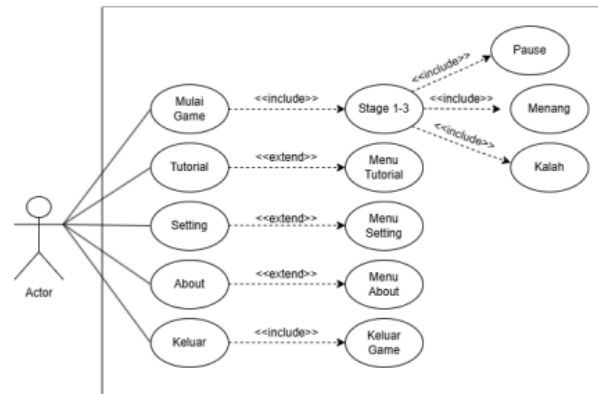 Pause
<<include>>
Mulai
Game
<<include>>
Stage 1-3
<<include>>
Menang
<<include>>
Kalah
Tutorial
<<extend>>
Menu
Tutorial
Setting
<<extend>>
Menu
Setting
About
<<extend>>
Menu
About
Actor
Keluar
<<include>>
Keluar
Game